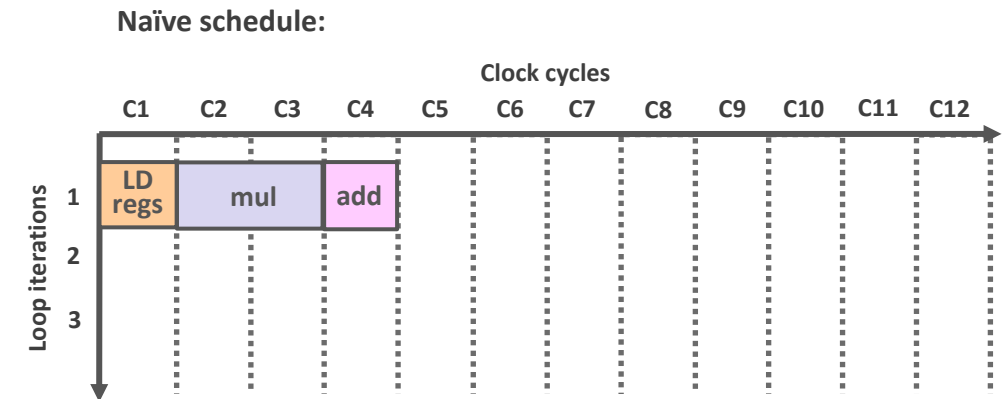 Naïve schedule:
Clock cycles
C1 C2 C3 C4 C5 C6 C7 C8 C9 C10 C11 C12
Loop iterations
1
LD
regs
mul
add
2
3